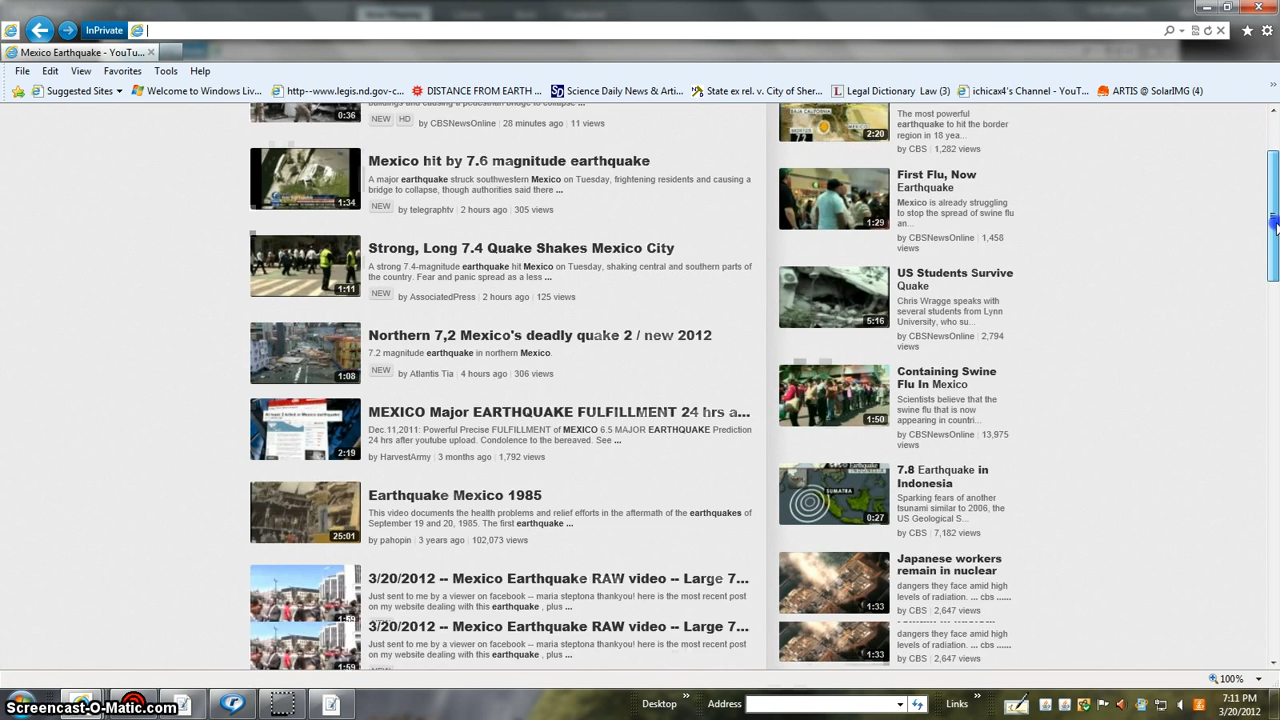 InPrivate
Mexico Earthquake - YouTu...
File Edit View Favorites Tools Help
Suggested Sites Welcome to Windows Liv... http--www.legis.nd.gov-c... DISTANCE FROM EARTH ... Science Daily News & Arti... State ex rel. v. City of Sher... Legal Dictionary Law (3) ichicax4's Channel - YouT... ARTIS @ SolarIMG (4)
0:36
NEW HD by CBSNewsOnline 28 minutes ago 11 views
Mexico hit by 7.6 magnitude earthquake
A major earthquake struck southwestern Mexico on Tuesday, frightening residents and causing a
bridge to collapse, though authorities said there ...
1:34
NEW by telegraphtv 2 hours ago 305 views
Strong, Long 7.4 Quake Shakes Mexico City
A strong 7.4-magnitude earthquake hit Mexico on Tuesday, shaking central and southern parts of
the country. Fear and panic spread as a less ...
1:11
NEW by AssociatedPress 2 hours ago 125 views
Northern 7,2 Mexico's deadly quake 2 / new 2012
7.2 magnitude earthquake in northern Mexico.
1:08
NEW by Atlantis Tia 4 hours ago 306 views
MEXICO Major EARTHQUAKE FULFILLMENT 24 hrs a...
Dec.11,2011: Powerful Precise FULFILLMENT of MEXICO 6.5 MAJOR EARTHQUAKE Prediction
24 hrs after youtube upload. Condolence to the bereaved. See ...
2:19
by HarvestArmy 3 months ago 1,792 views
Earthquake Mexico 1985
This video documents the health problems and relief efforts in the aftermath of the earthquakes of
September 19 and 20, 1985. The first earthquake ...
25:01
by pahopin 3 years ago 102,073 views
3/20/2012 -- Mexico Earthquake RAW video -- Large 7...
Just sent to me by a viewer on facebook -- maria steptona thankyou! here is the most recent post
on my website dealing with this earthquake , plus ...
1:59
3/20/2012 -- Mexico Earthquake RAW video -- Large 7...
Just sent to me by a viewer on facebook -- maria steptona thankyou! here is the most recent post
on my website dealing with this earthquake , plus ...
1:59
BAJA CALIFORNIA
7.2
2:20
The most powerful
earthquake to hit the border
region in 18 yea...
by CBS 1,282 views
First Flu, Now
Earthquake
Mexico is already struggling
to stop the spread of swine flu
an...
1:29
by CBSNewsOnline 1,458
views
US Students Survive
Quake
Chris Wragge speaks with
several students from Lynn
University, who su...
5:16
by CBSNewsOnline 2,794
views
Containing Swine
Flu In Mexico
Scientists believe that the
swine flu that is now
appearing in countri...
1:50
by CBSNewsOnline 13,975
views
7.8 Earthquake in
Indonesia
Sparking fears of another
tsunami similar to 2006, the
US Geological S...
SUMATRA
0:27
by CBS 7,182 views
Japanese workers
remain in nuclear
dangers they face amid high
levels of radiation. ... cbs ......
1:33
by CBS 2,647 views
dangers they face amid high
levels of radiation. ... cbs ......
1:33
by CBS 2,647 views
100%
Screencast-O-Matic.com
Desktop Address Links
7:11 PM
3/20/2012